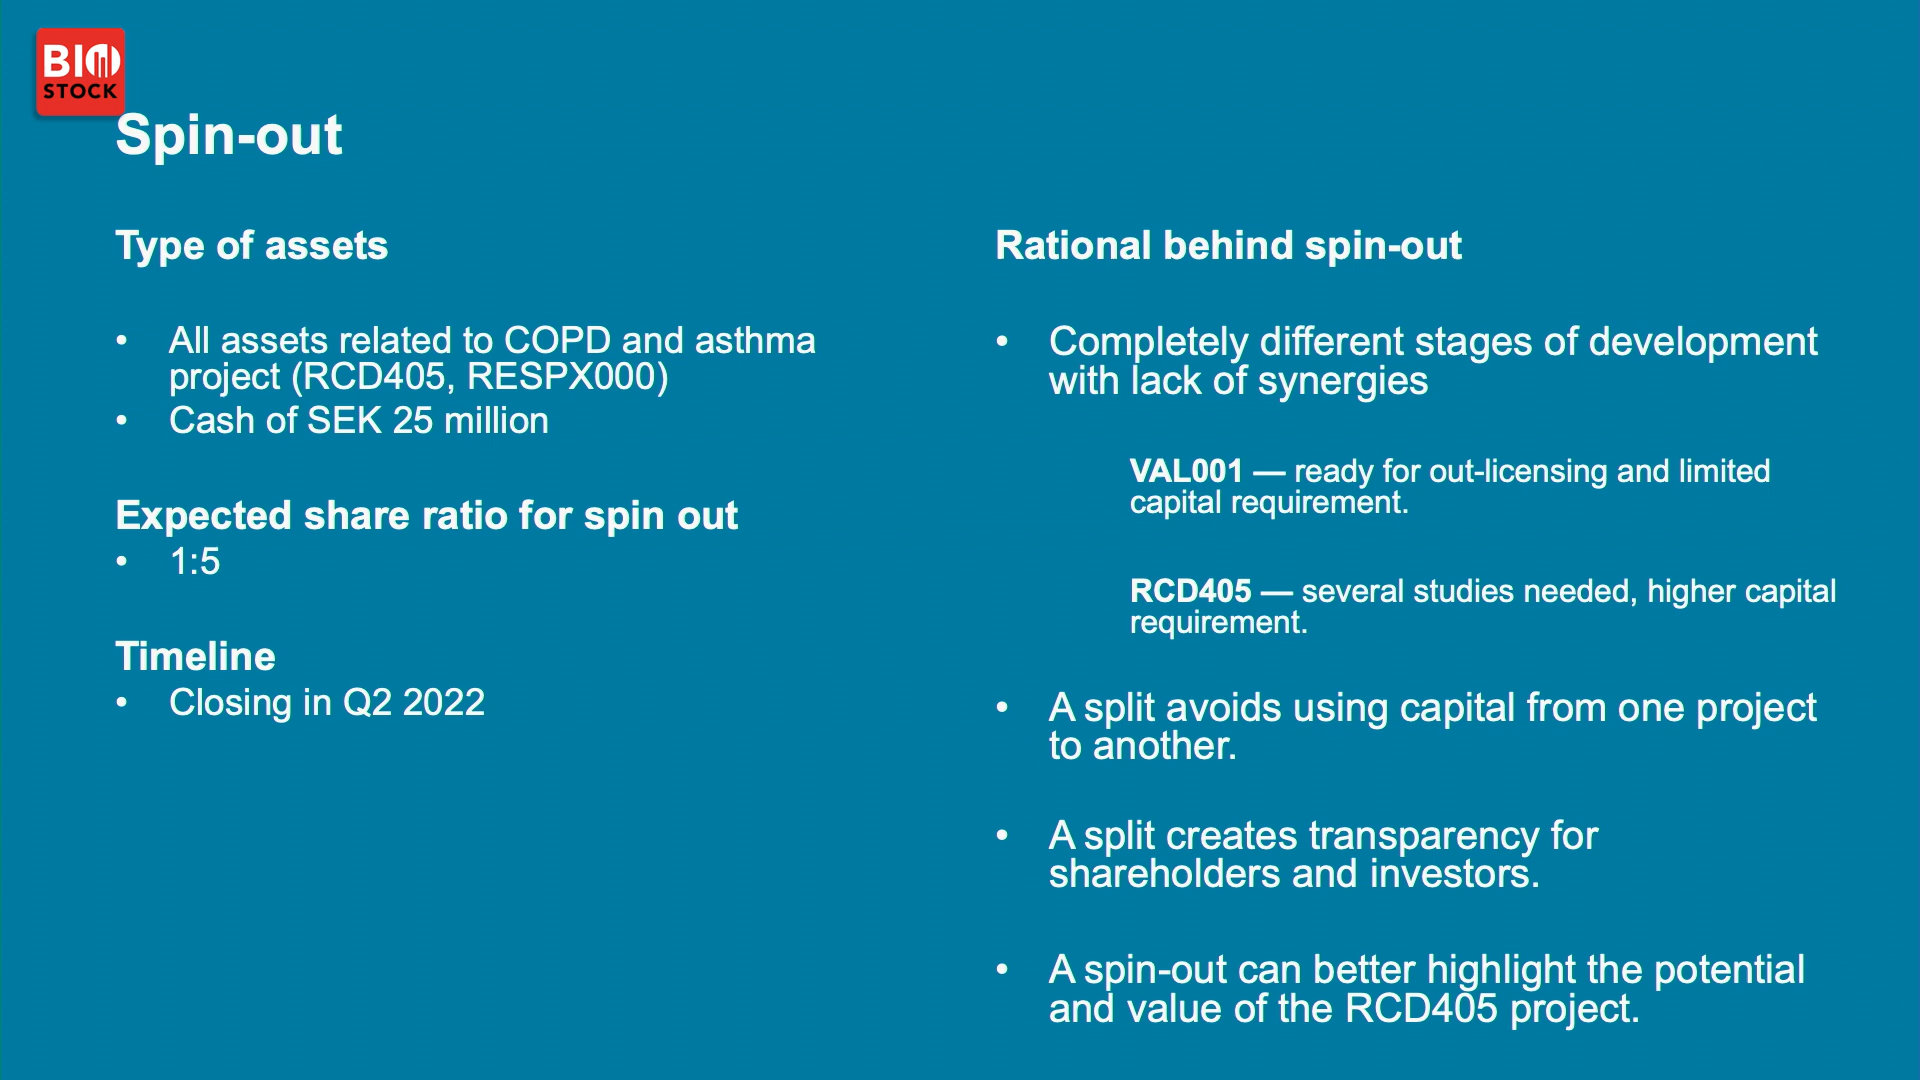 BIO
STOCK
Spin-out
Type of assets
• All assets related to COPD and asthma
project (RCD405, RESPX000)
• Cash of SEK 25 million
Expected share ratio for spin out
• 1:5
Timeline
• Closing in Q2 2022
Rational behind spin-out
• Completely different stages of development
with lack of synergies
VAL001 — ready for out-licensing and limited
capital requirement.
RCD405 — several studies needed, higher capital
requirement.
• A split avoids using capital from one project
to another.
• A split creates transparency for
shareholders and investors.
• A spin-out can better highlight the potential
and value of the RCD405 project.